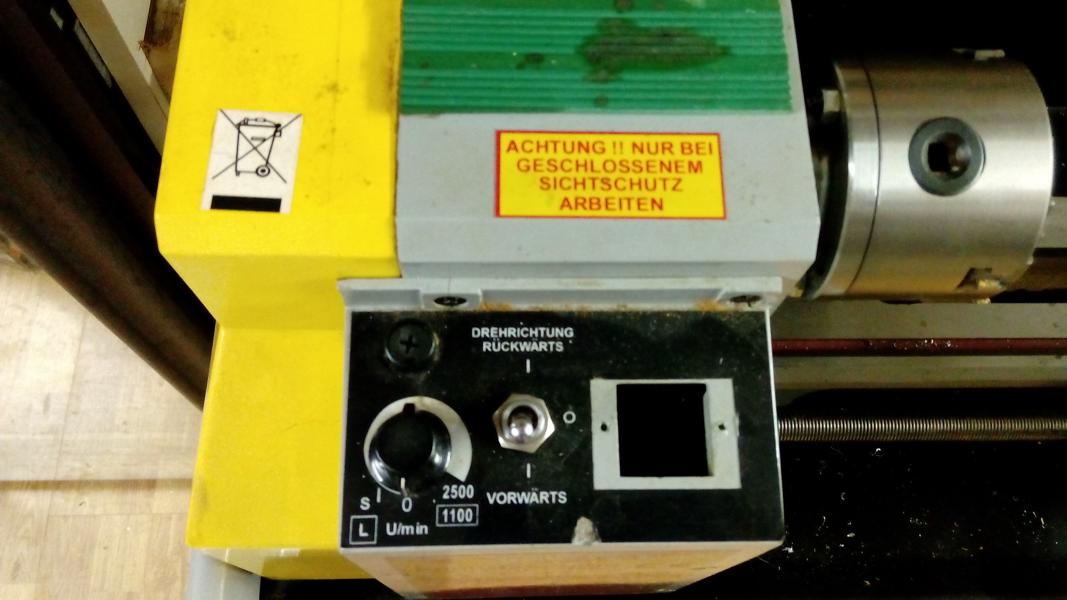 ACHTUNG !! NUR BEI
GESCHLOSSENEM
SICHTSCHUTZ
ARBEITEN
DREHRICHTUNG
RÜCKWÄRTS
I
O
I
VORWÄRTS
S I 0 2500
L U/min 1100